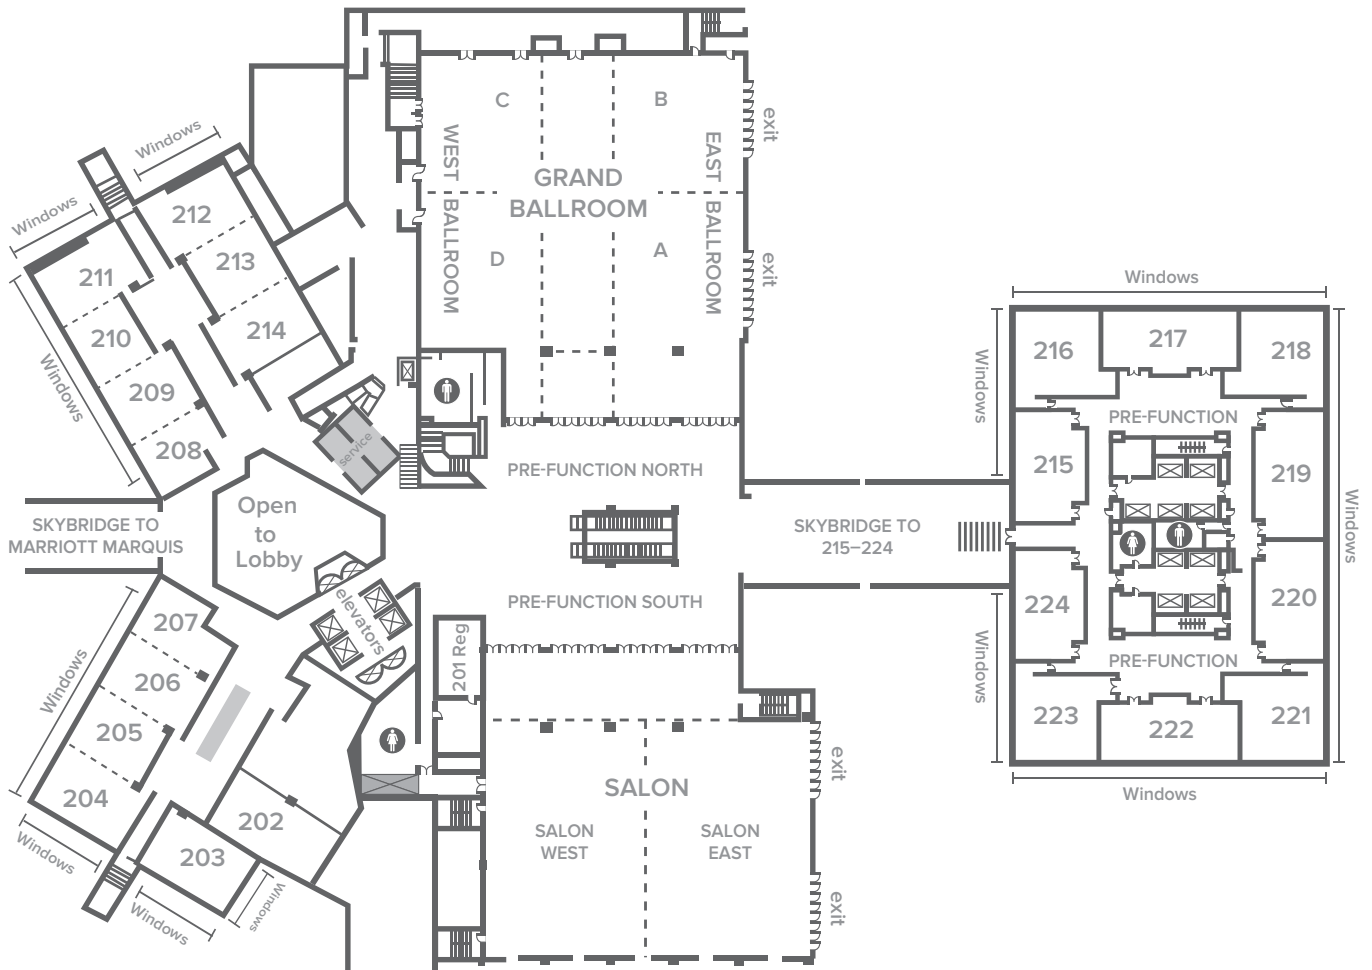 exit
C
B
Windows
WEST BALLROOM
EAST BALLROOM
GRAND
BALLROOM
Windows
212
213
D
A
exit
211
214
210
Windows
209
208
service
PRE-FUNCTION NORTH
Open
to
Lobby
SKYBRIDGE TO
MARRIOTT MARQUIS
SKYBRIDGE TO
215–224
elevators
PRE-FUNCTION SOUTH
207
201 Reg
206
Windows
205
204
202
203
Windows
Windows
Windows
SALON
SALON
WEST
SALON
EAST
exit
exit
Windows
216
217
218
Windows
PRE-FUNCTION
215
219
Windows
224
220
Windows
PRE-FUNCTION
223
222
221
Windows